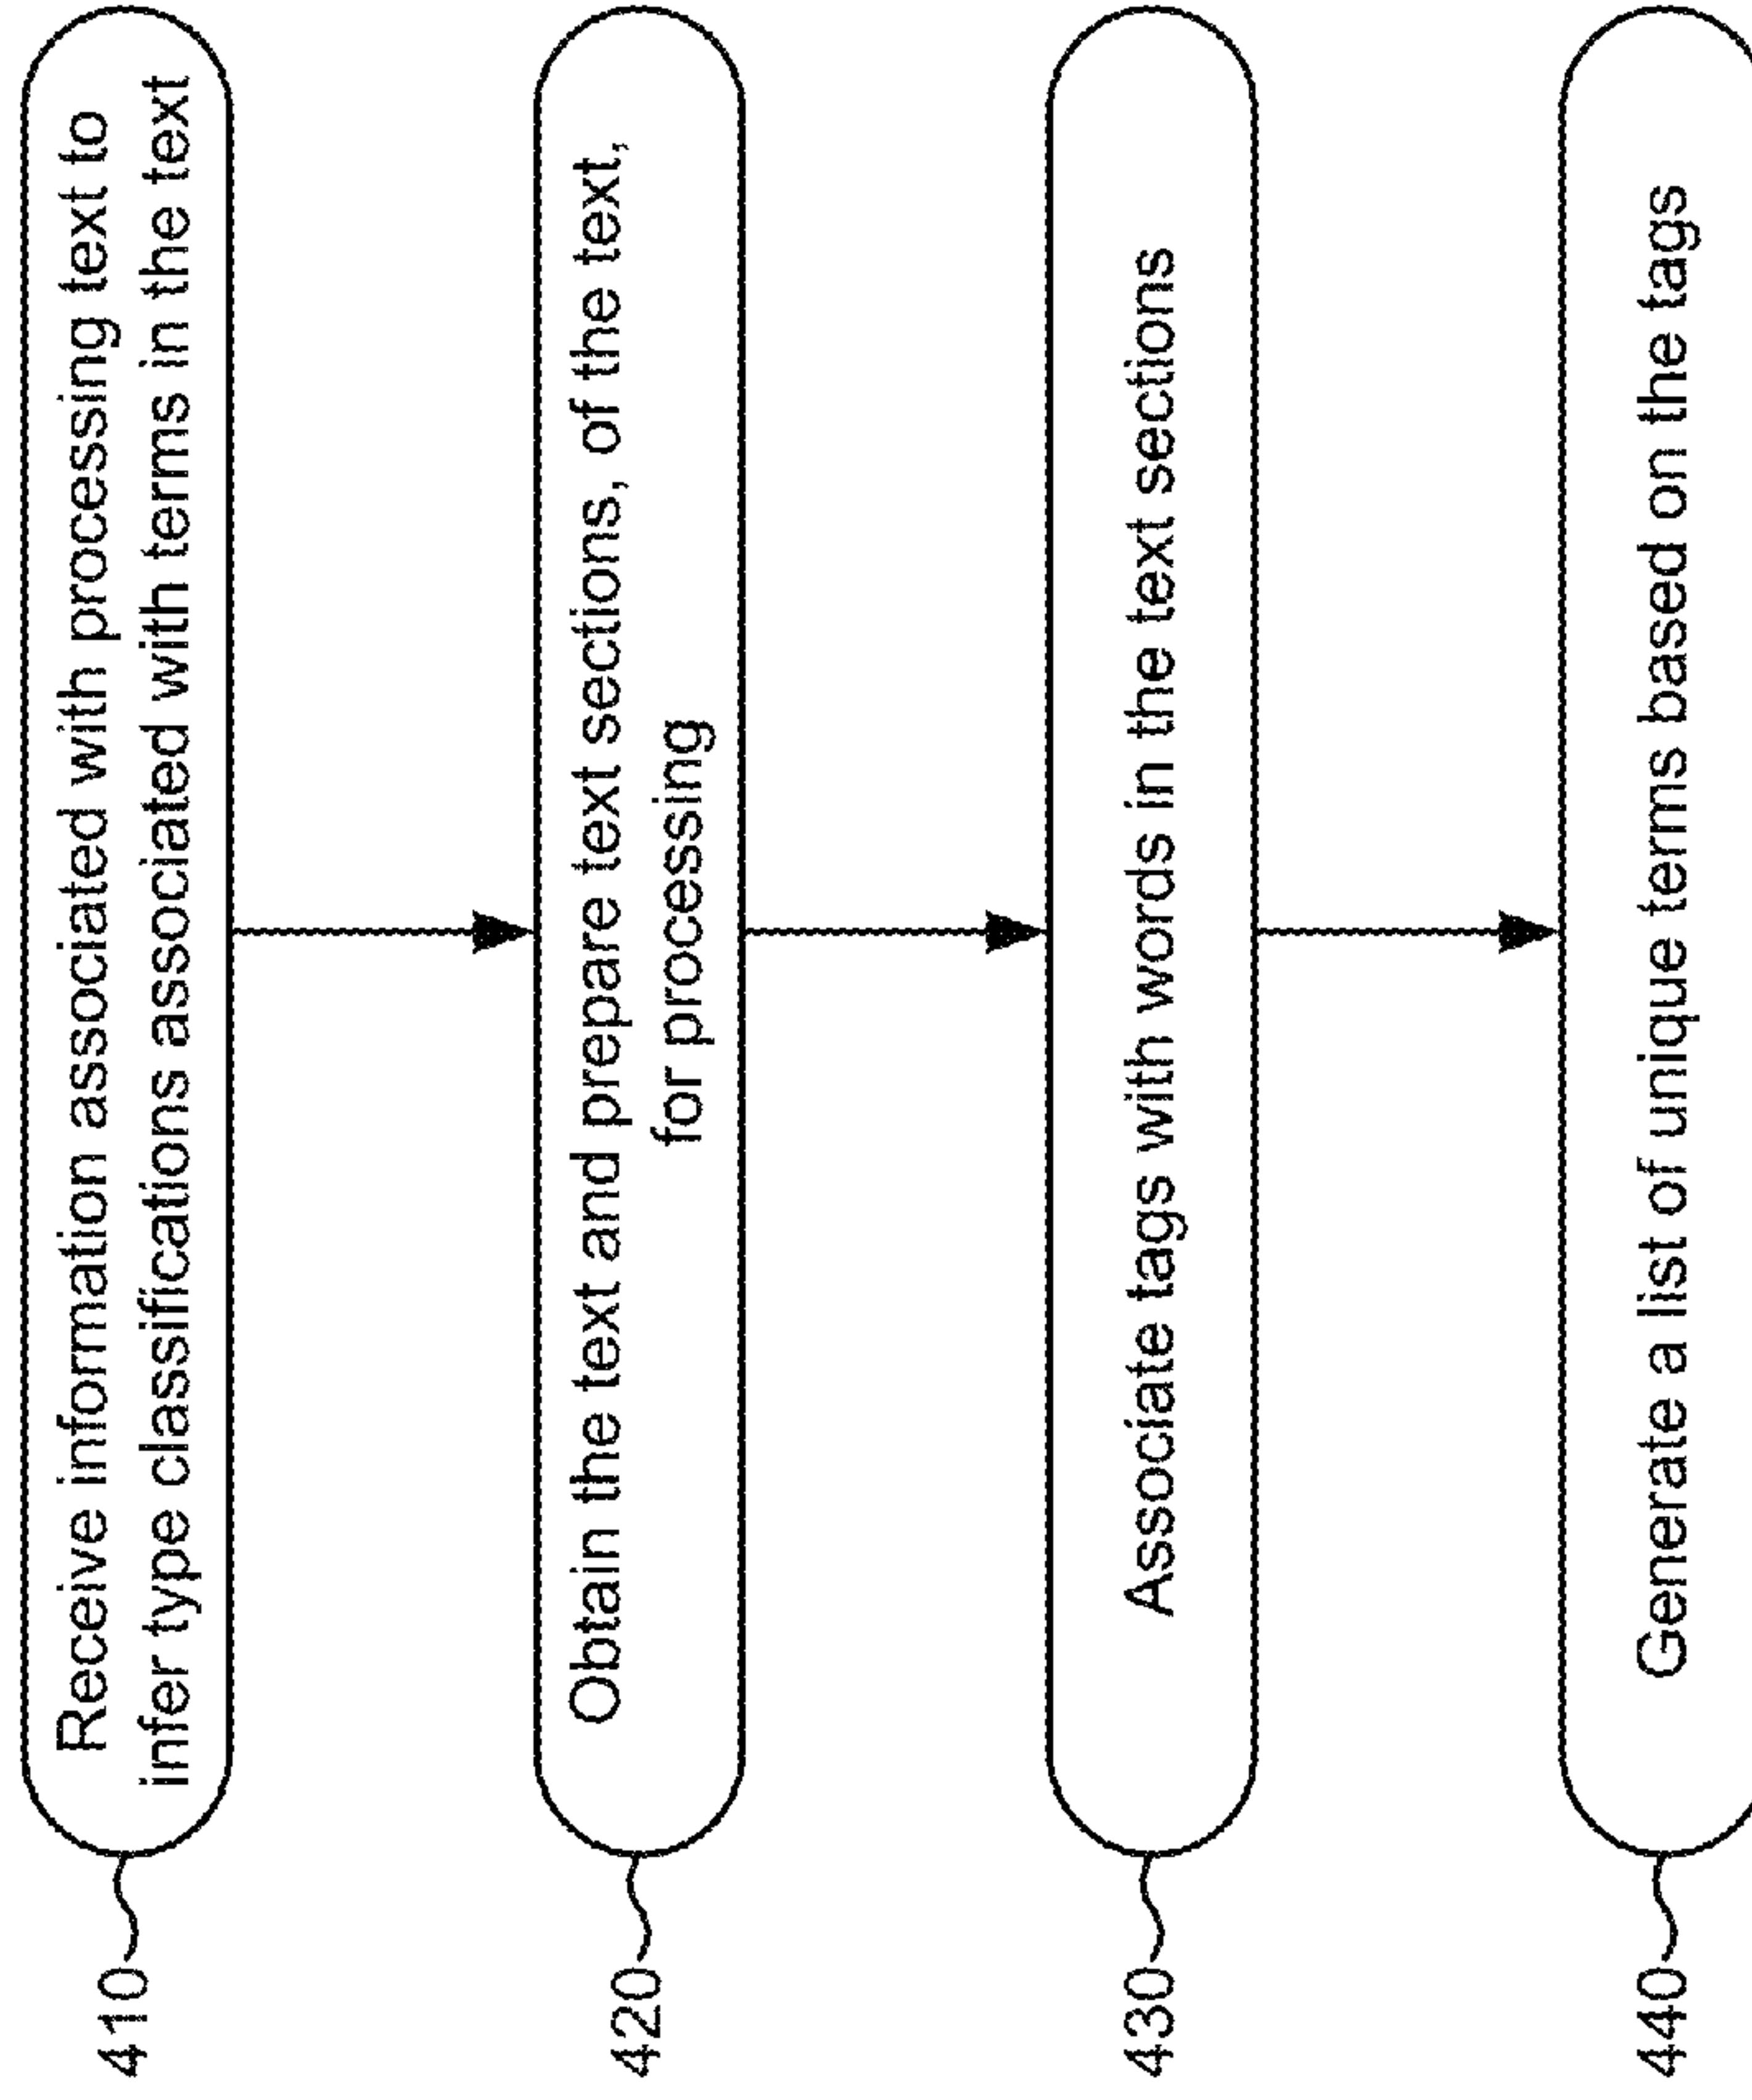 410
Receive information associated with processing text to
infer type classifications associated with terms in the text
420
Obtain the text and prepare text sections, of the text,
for processing
430
Associate tags with words in the text sections
440
Generate a list of unique terms based on the tags